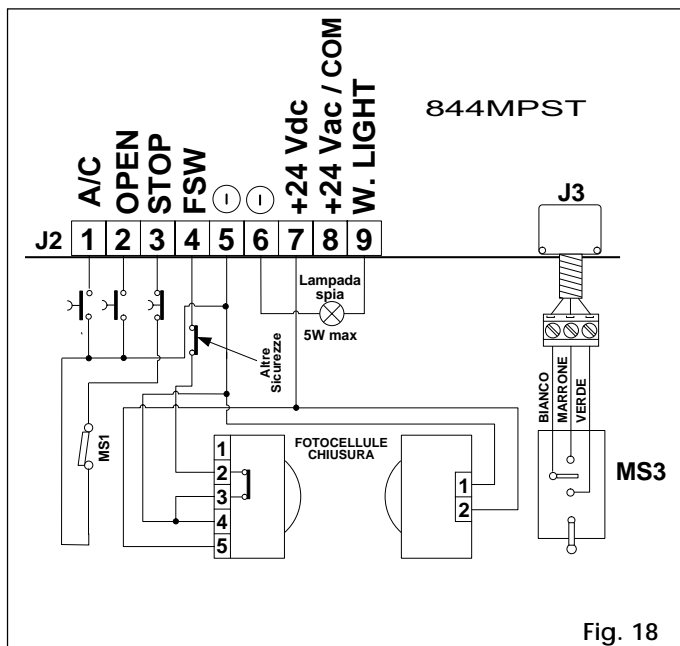 844MPST
A/C
OPEN
STOP
FSW
+24 Vdc
+24 Vac / COM
W. LIGHT
J2 1 2 3 4 5 6 7 8 9
J3
Lampada
spia
5W max
Altre
Sicurezze
BIANCO
MARRONE
VERDE
MS1
FOTOCELLULE
CHIUSURA
1
2
3
4
5
1
2
MS3
Fig. 18